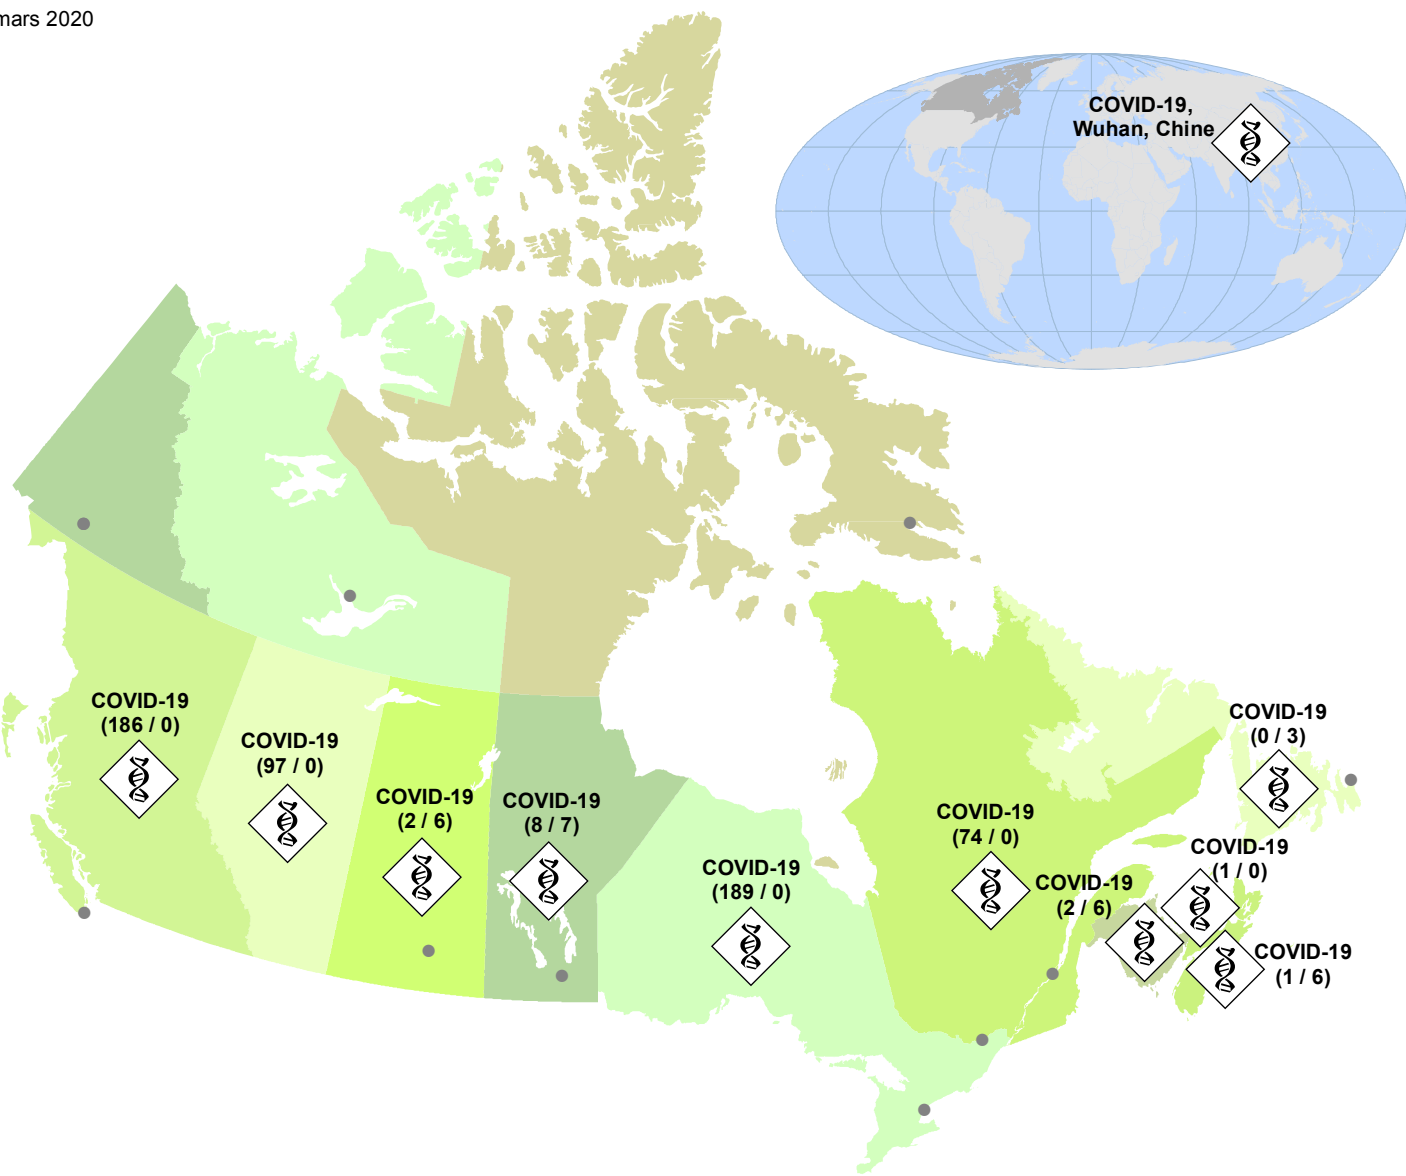 mars 2020
COVID-19,
Wuhan, Chine
COVID-19
(186 / 0)
COVID-19
(97 / 0)
COVID-19
(2 / 6)
COVID-19
(8 / 7)
COVID-19
(189 / 0)
COVID-19
(74 / 0)
COVID-19
(2 / 6)
COVID-19
(0 / 3)
COVID-19
(1 / 0)
COVID-19
(1 / 6)